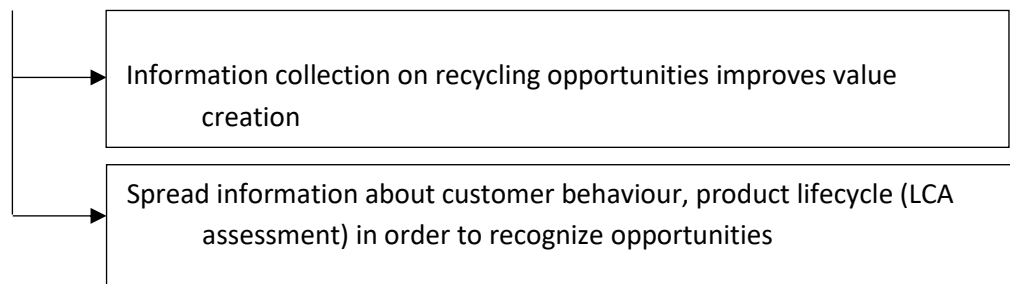 Information collection on recycling opportunities improves value
creation
Spread information about customer behaviour, product lifecycle (LCA
assessment) in order to recognize opportunities